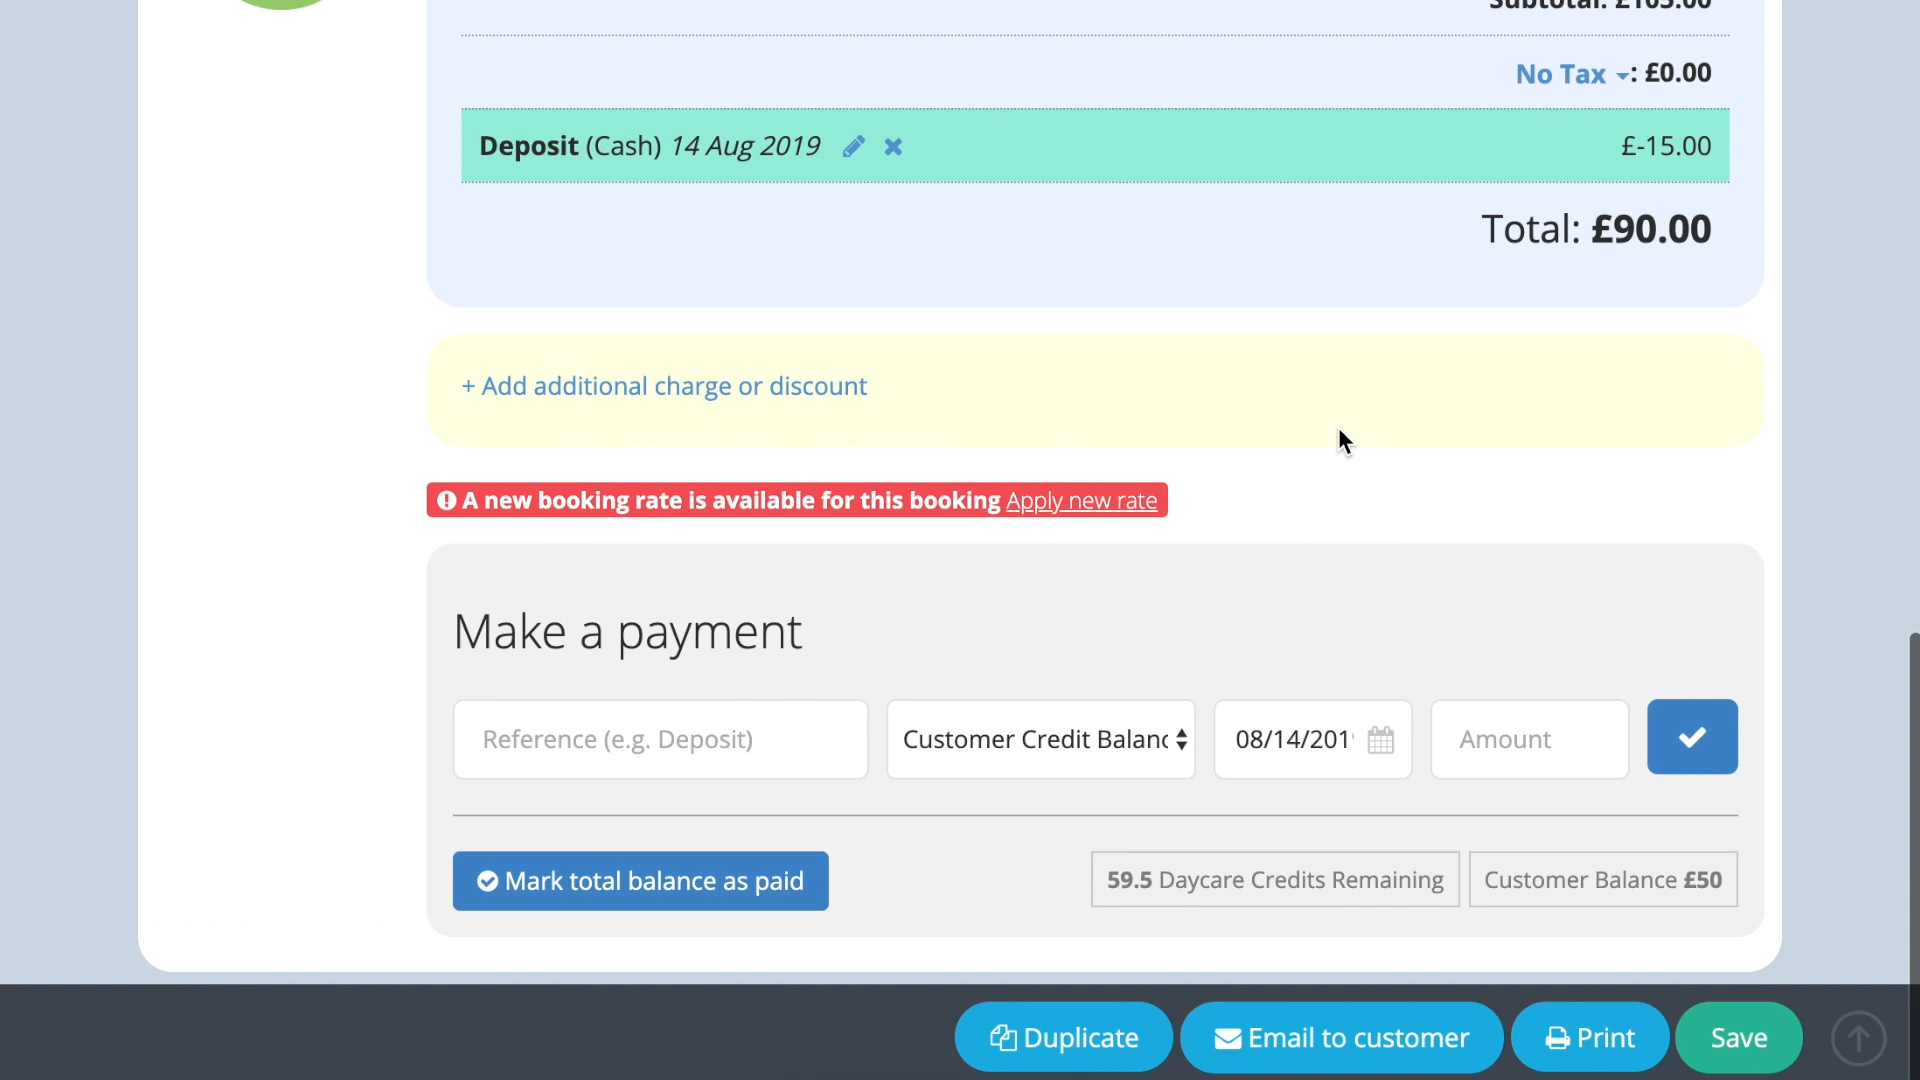 Subtotal: £105.00
No Tax : £0.00
Deposit (Cash) 14 Aug 2019 £-15.00
Total: £90.00
+ Add additional charge or discount
A new booking rate is available for this booking Apply new rate
Make a payment
Reference (e.g. Deposit) Customer Credit Balanc 08/14/201 Amount
Mark total balance as paid 59.5 Daycare Credits Remaining Customer Balance £50
Duplicate Email to customer Print Save